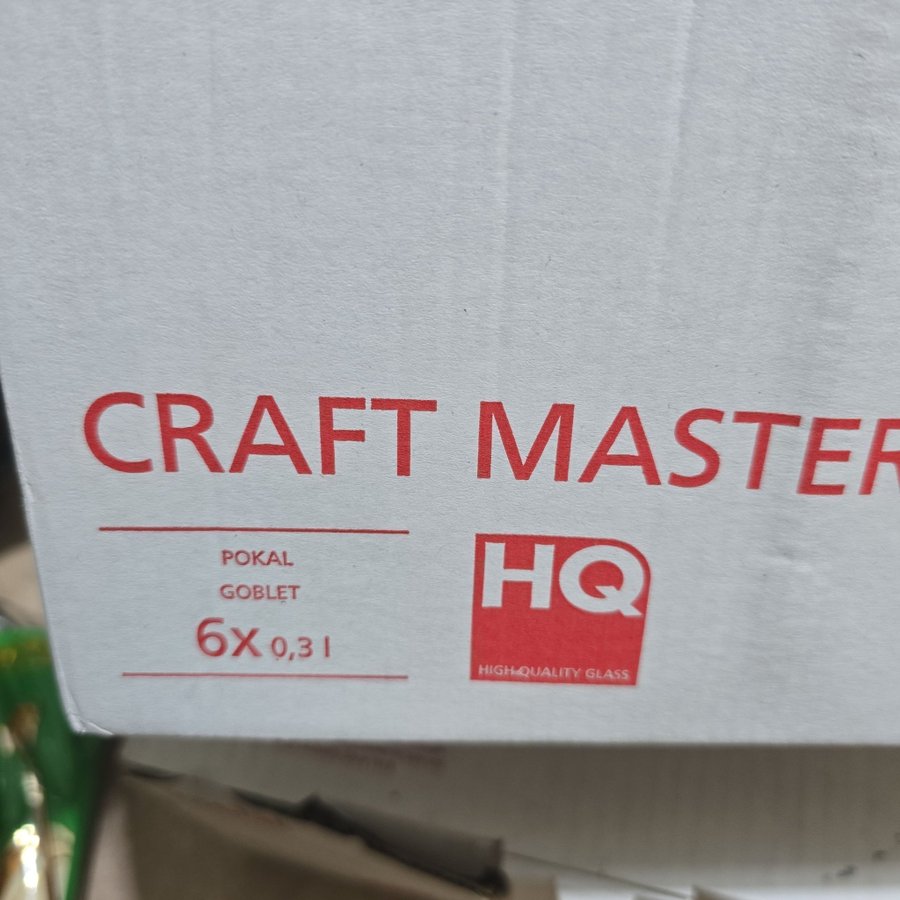 CRAFT MASTER
POKAL
GOBLET
6x 0,3 l
HQ
HIGH-QUALITY GLASS